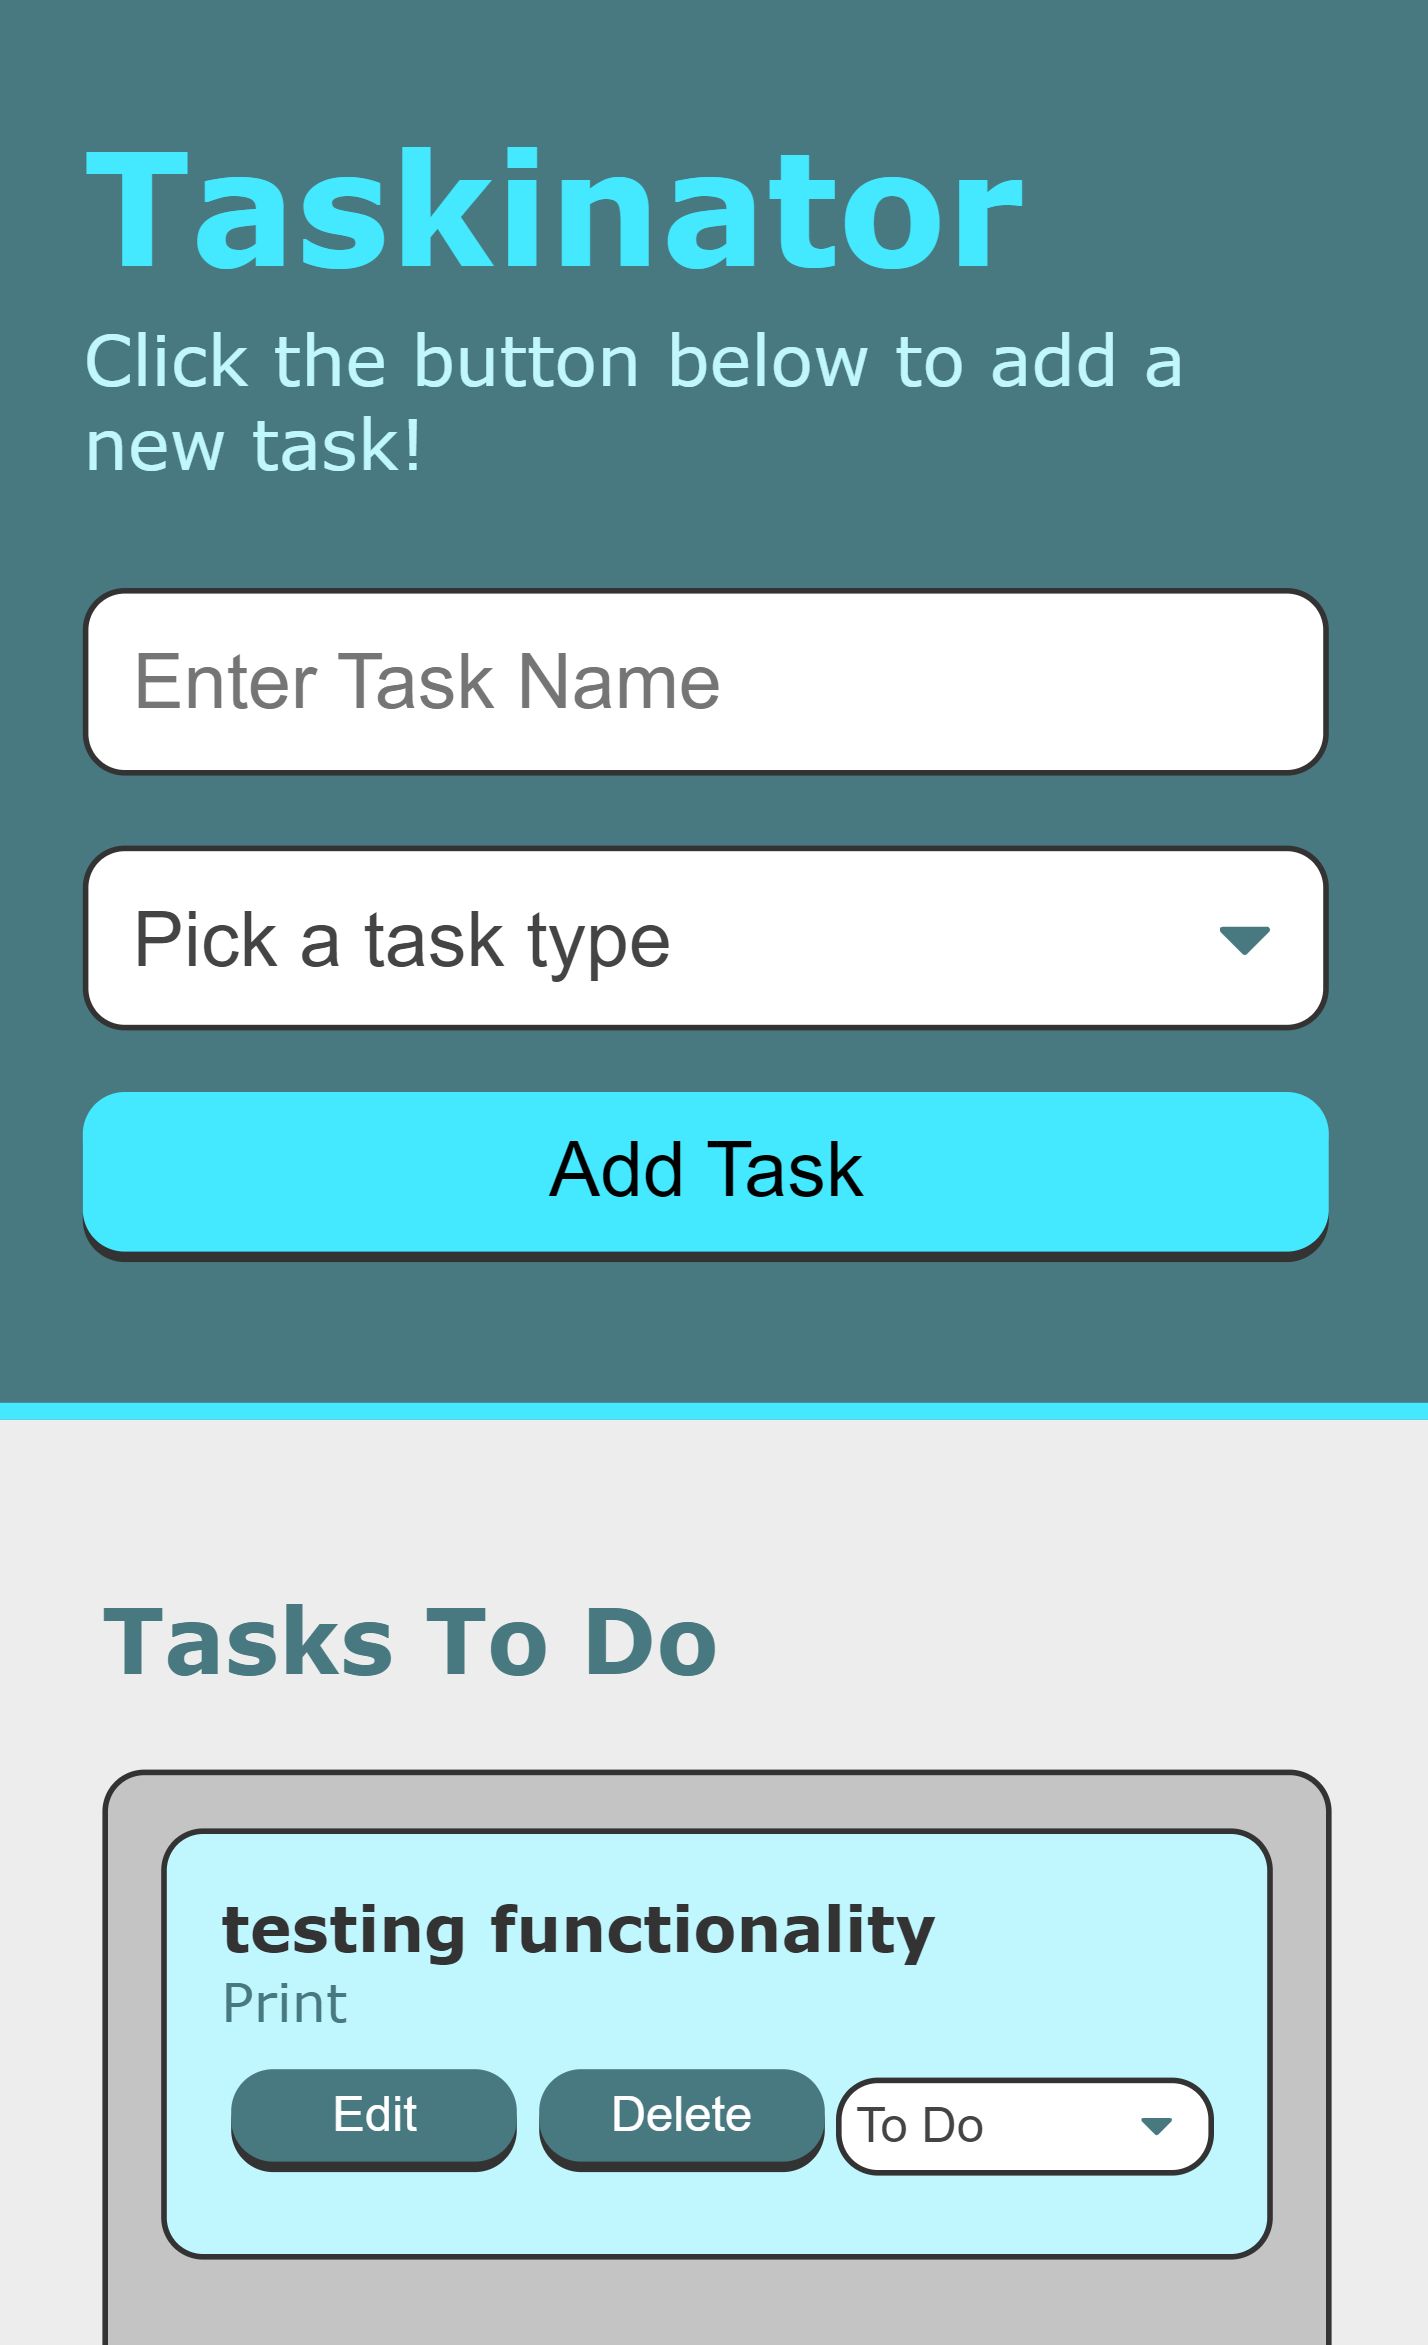 Taskinator
Click the button below to add a
new task!
Enter Task Name
Pick a task type
Add Task
Tasks To Do
testing functionality
Print
Edit
Delete
To Do